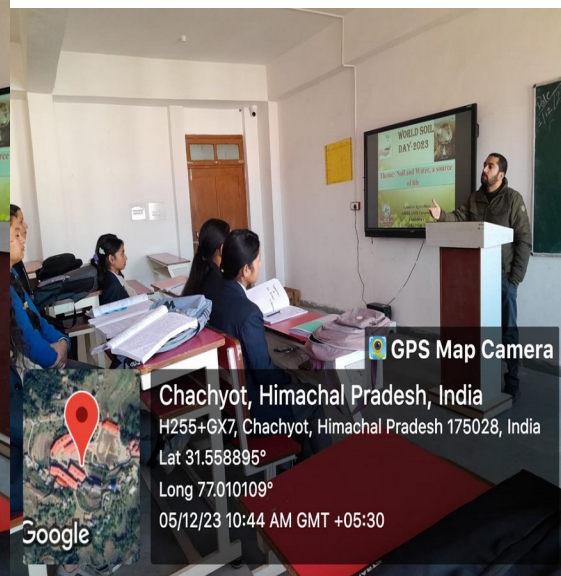 WORLD SOIL
DAY-2023
Theme: Soil and Water, a source
of life
GPS Map Camera
Chachyot, Himachal Pradesh, India
H255+GX7, Chachyot, Himachal Pradesh 175028, India
Lat 31.558895°
Long 77.010109°
05/12/23 10:44 AM GMT +05:30
Google